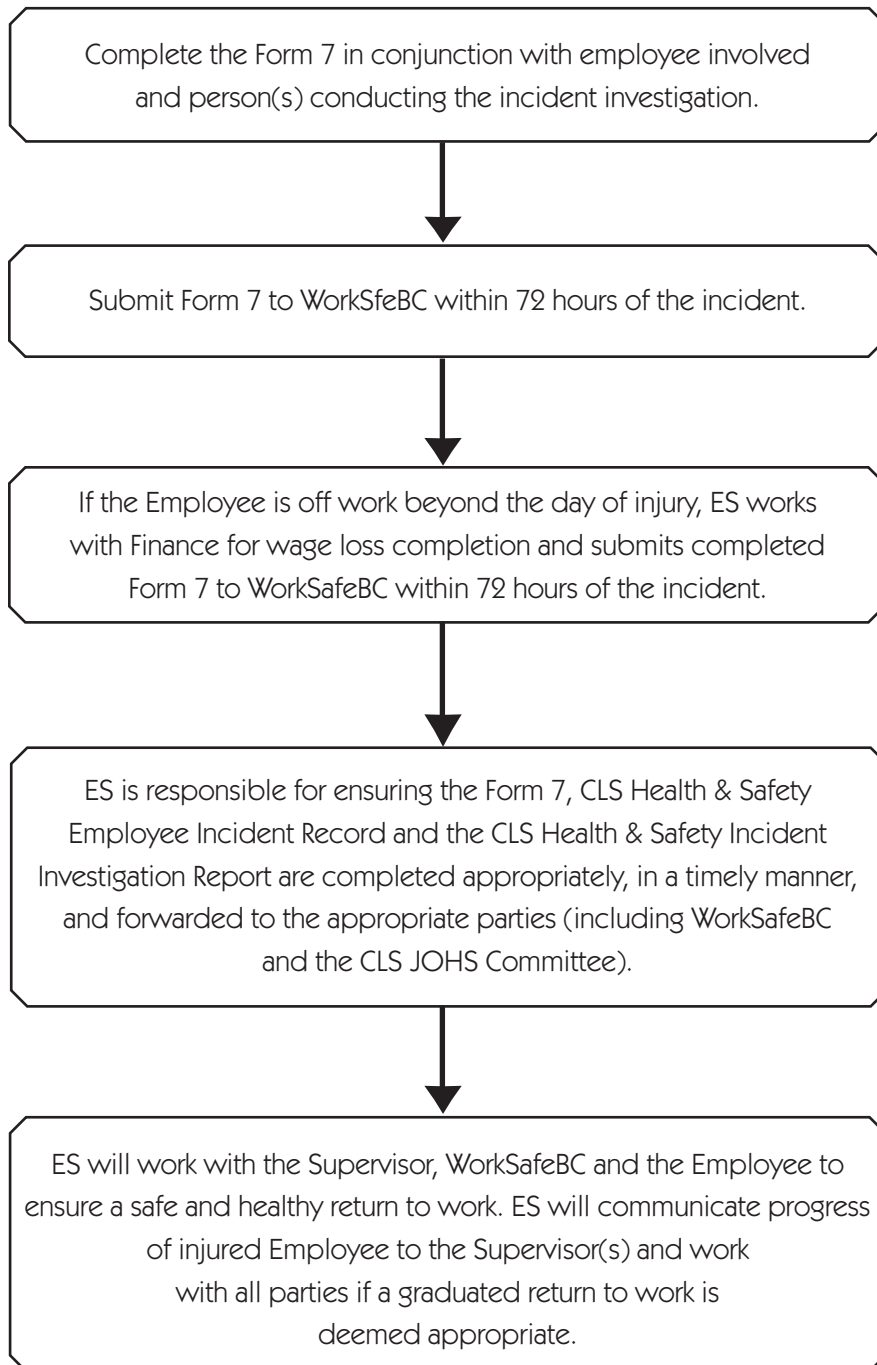 Complete the Form 7 in conjunction with employee involved
and person(s) conducting the incident investigation.
Submit Form 7 to WorkSfeBC within 72 hours of the incident.
If the Employee is off work beyond the day of injury, ES works
with Finance for wage loss completion and submits completed
Form 7 to WorkSafeBC within 72 hours of the incident.
ES is responsible for ensuring the Form 7, CLS Health & Safety
Employee Incident Record and the CLS Health & Safety Incident
Investigation Report are completed appropriately, in a timely manner,
and forwarded to the appropriate parties (including WorkSafeBC
and the CLS JOHS Committee).
ES will work with the Supervisor, WorkSafeBC and the Employee to
ensure a safe and healthy return to work. ES will communicate progress
of injured Employee to the Supervisor(s) and work
with all parties if a graduated return to work is
deemed appropriate.